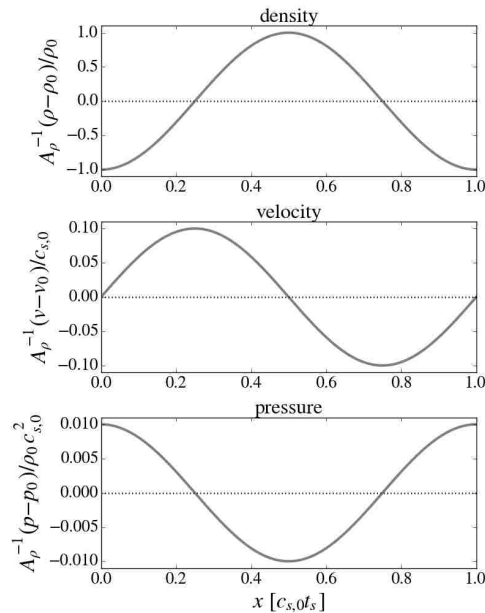 density
A_ρ^{-1}(ρ−ρ_0)/ρ_0
1.0
0.5
0.0
−0.5
−1.0
0.0 0.2 0.4 0.6 0.8 1.0
velocity
A_ρ^{-1}(v−v_0)/c_{s,0}
0.10
0.05
0.00
−0.05
−0.10
0.0 0.2 0.4 0.6 0.8 1.0
pressure
A_ρ^{-1}(p−p_0)/ρ_0 c_{s,0}^2
0.010
0.005
0.000
−0.005
−0.010
0.0 0.2 0.4 0.6 0.8 1.0
x [c_{s,0}t_s]